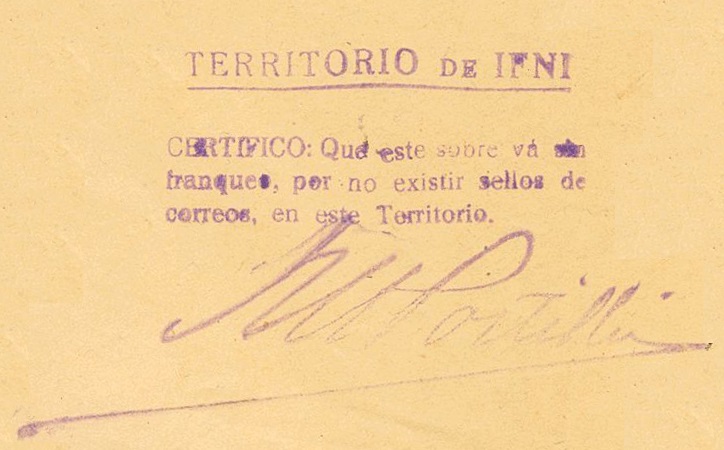 TERRITORIO DE IFNI
CERTIFICO: Que este sobre vá sin
franqueo, por no existir sellos de
correos, en este Territorio.
Portillo